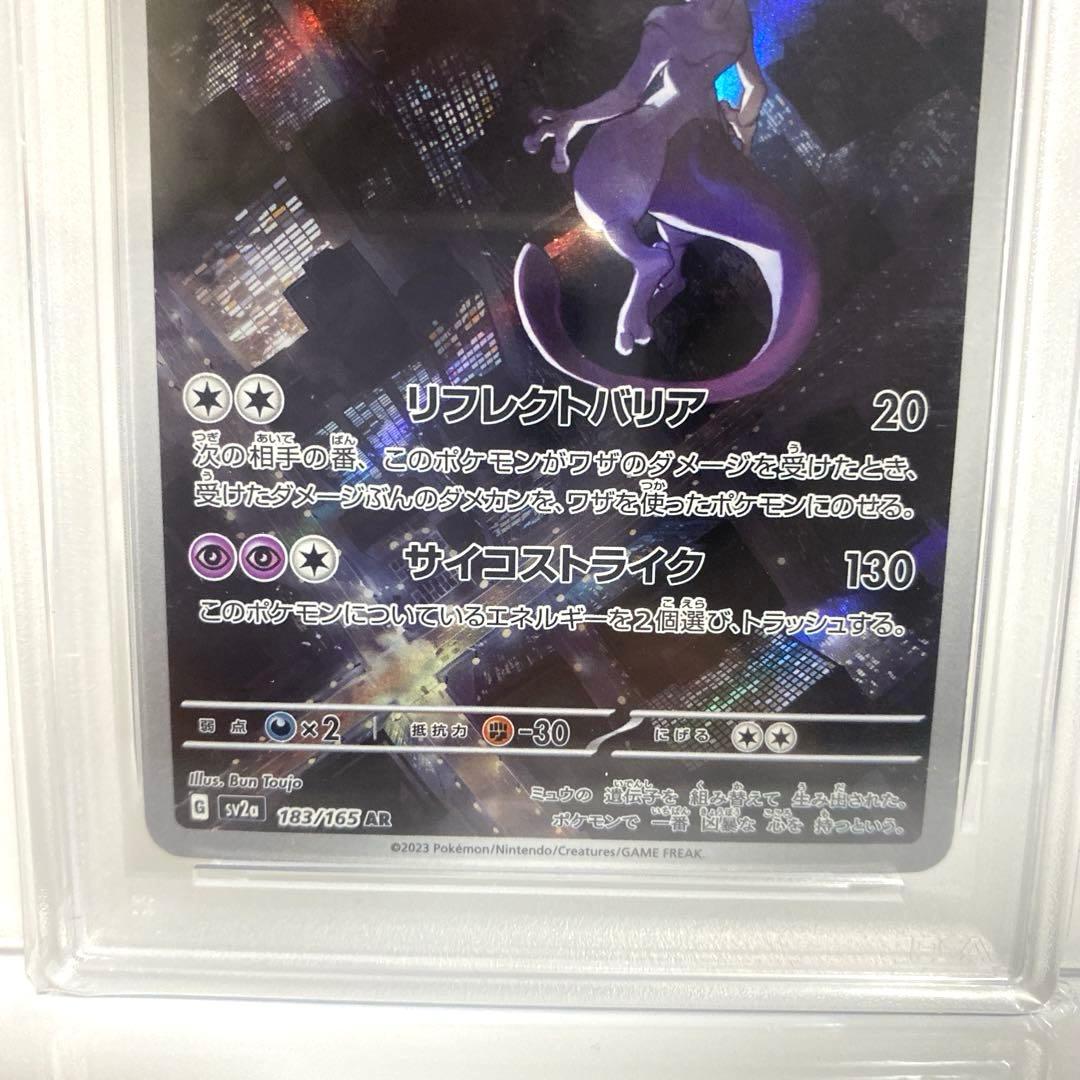 リフレクトバリア 20
次の相手の番、このポケモンがワザのダメージを受けたとき、
受けたダメージぶんのダメカンを、ワザを使ったポケモンにのせる。
サイコストライク 130
このポケモンについているエネルギーを2個選び、トラッシュする。
弱点 ×2 抵抗力 -30 にげる
Illus. Bun Toujo
G sv2a 183/165 AR
ミュウの 遺伝子を 組み替えて 生み出された。
ポケモンで 一番 凶暴な 心を 持つという。
©2023 Pokémon/Nintendo/Creatures/GAME FREAK.